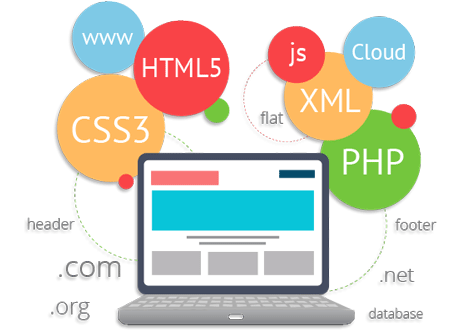 www
HTML5
CSS3
js
Cloud
XML
flat
PHP
header
footer
.com
.net
.org
database